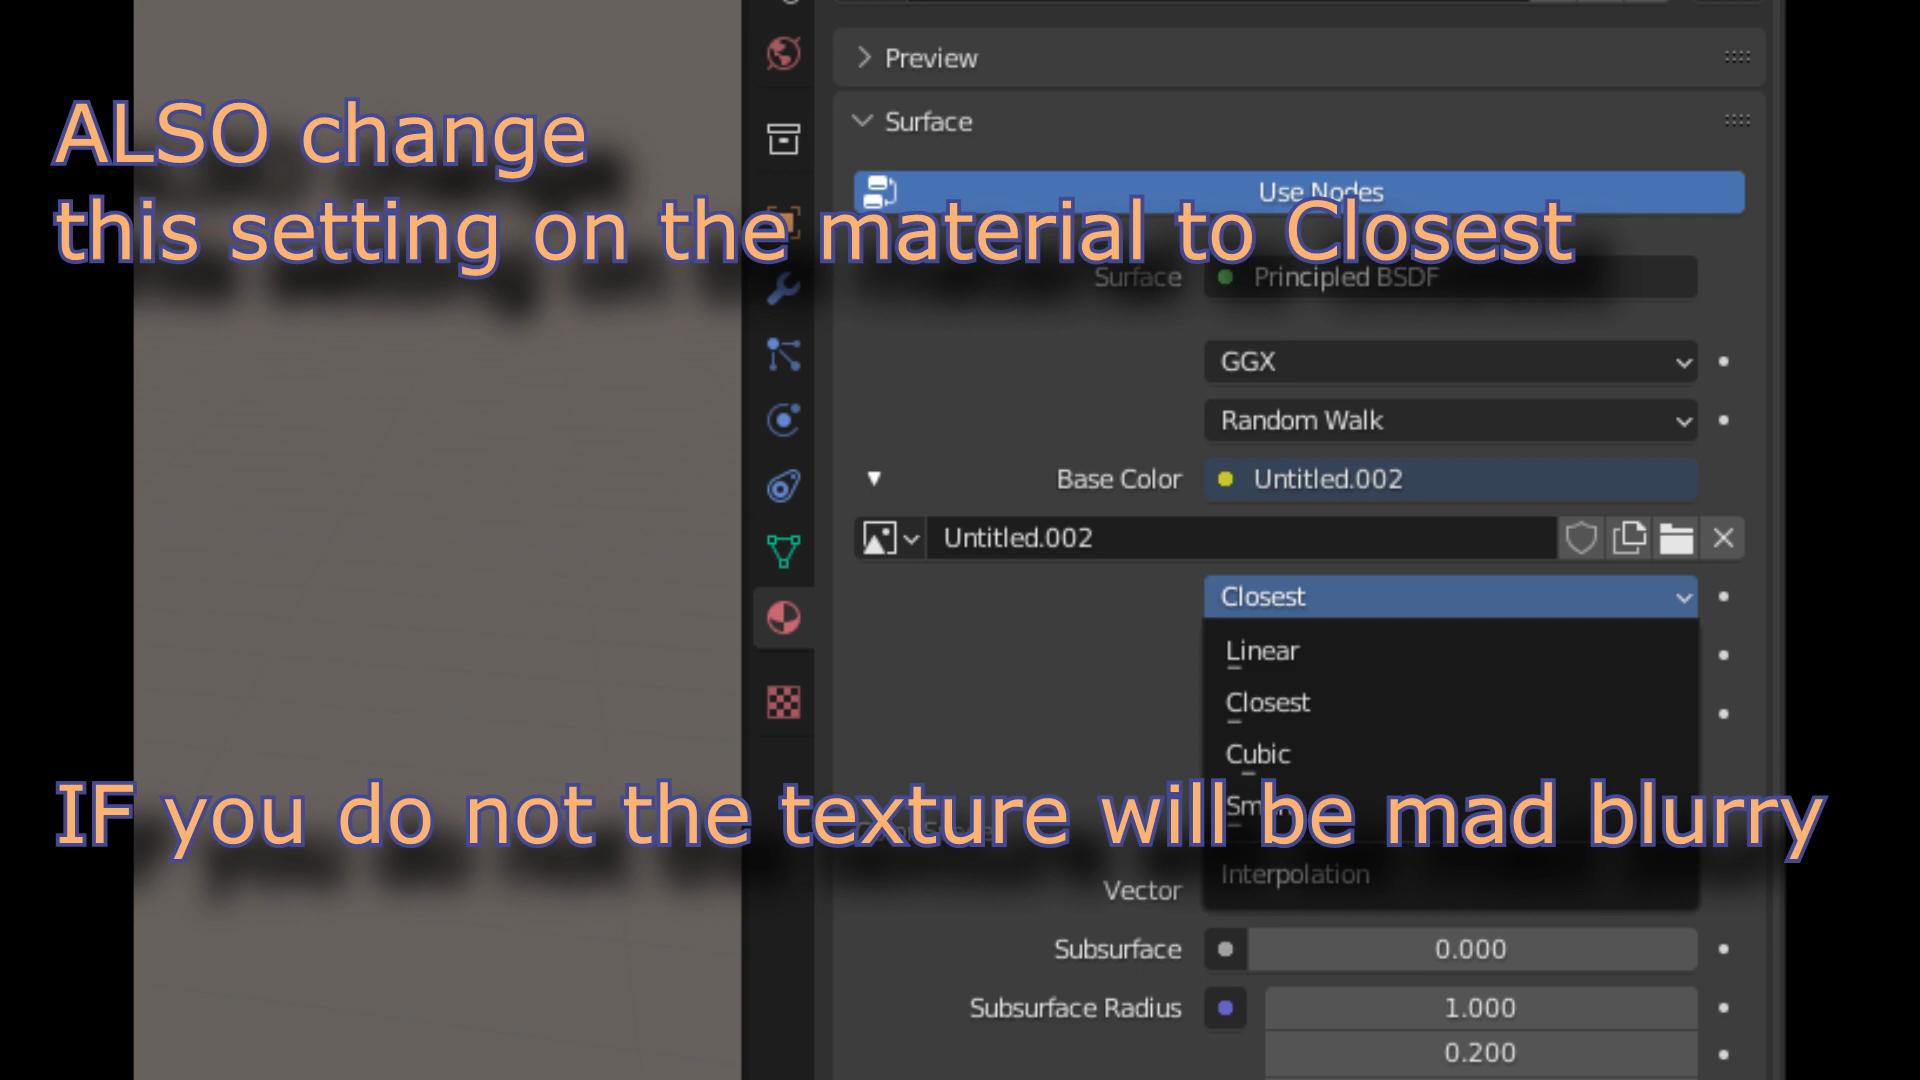 Preview
Surface
ALSO change
Use Nodes
this setting on the material to Closest
Surface Principled BSDF
GGX
Random Walk
Base Color Untitled.002
Untitled.002
Closest
Linear
Closest
Cubic
IF you do not the texture will be mad blurry
Interpolation
Vector
Subsurface 0.000
Subsurface Radius 1.000
0.200